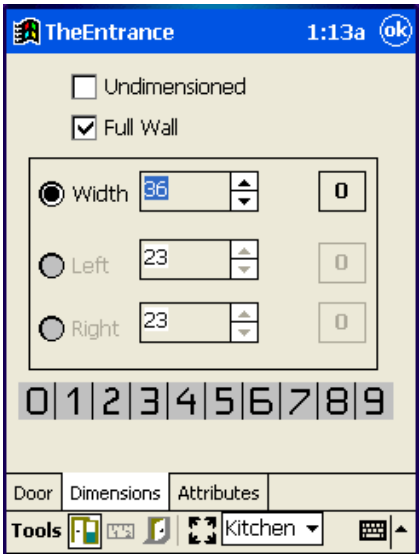 TheEntrance 1:13a ok
Undimensioned
Full Wall
Width 36 0
Left 23 0
Right 23 0
0|1|2|3|4|5|6|7|8|9
Door Dimensions Attributes
Tools Kitchen